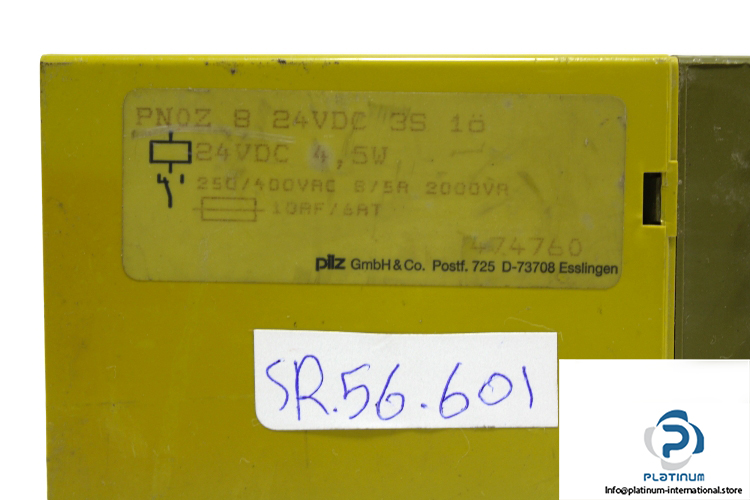 PNOZ 8 24VDC 3S 1Ö
24VDC 4,5W
250/400VAC 8/5A 2000VA
10AF/6AT
474760
pilz GmbH & Co. Postf. 725 D-73708 Esslingen
SR.56.601
PLATINUM
Info@platinum-international.store